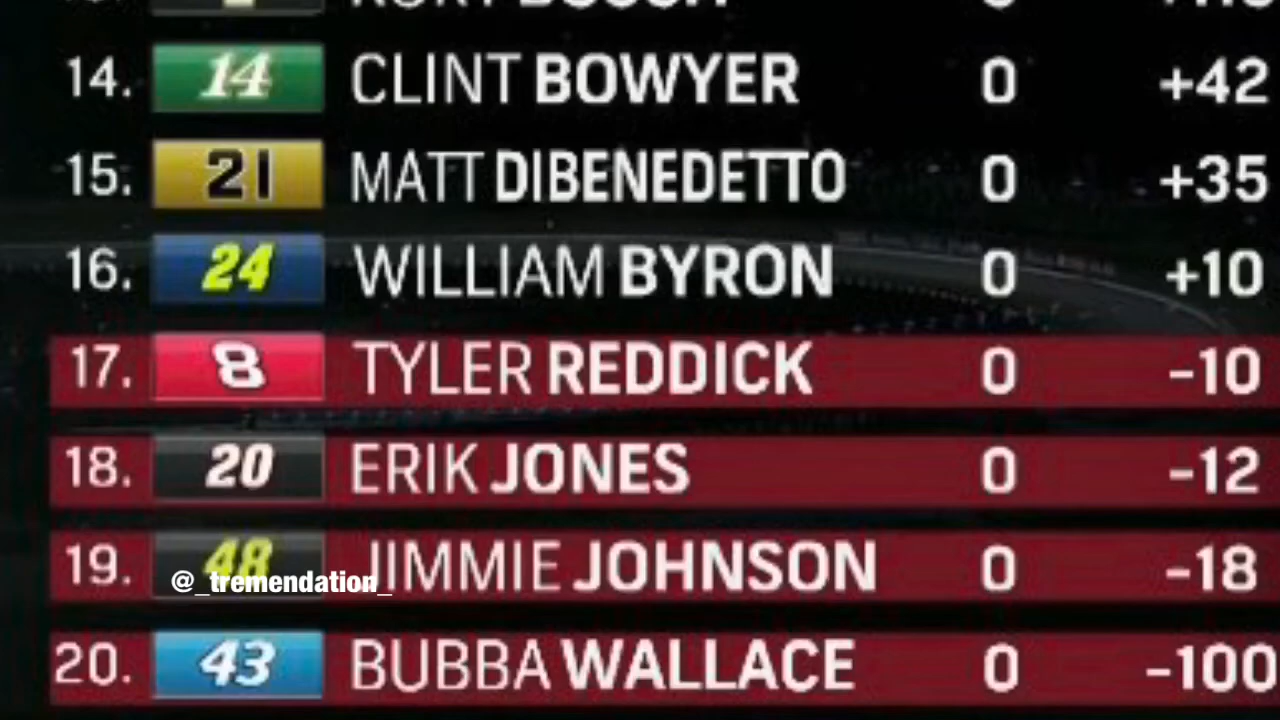 14. 14 CLINT BOWYER 0 +42
15. 21 MATT DIBENEDETTO 0 +35
16. 24 WILLIAM BYRON 0 +10
17. 8 TYLER REDDICK 0 -10
18. 20 ERIK JONES 0 -12
19. 48 JIMMIE JOHNSON 0 -18
@_tremendation_
20. 43 BUBBA WALLACE 0 -100